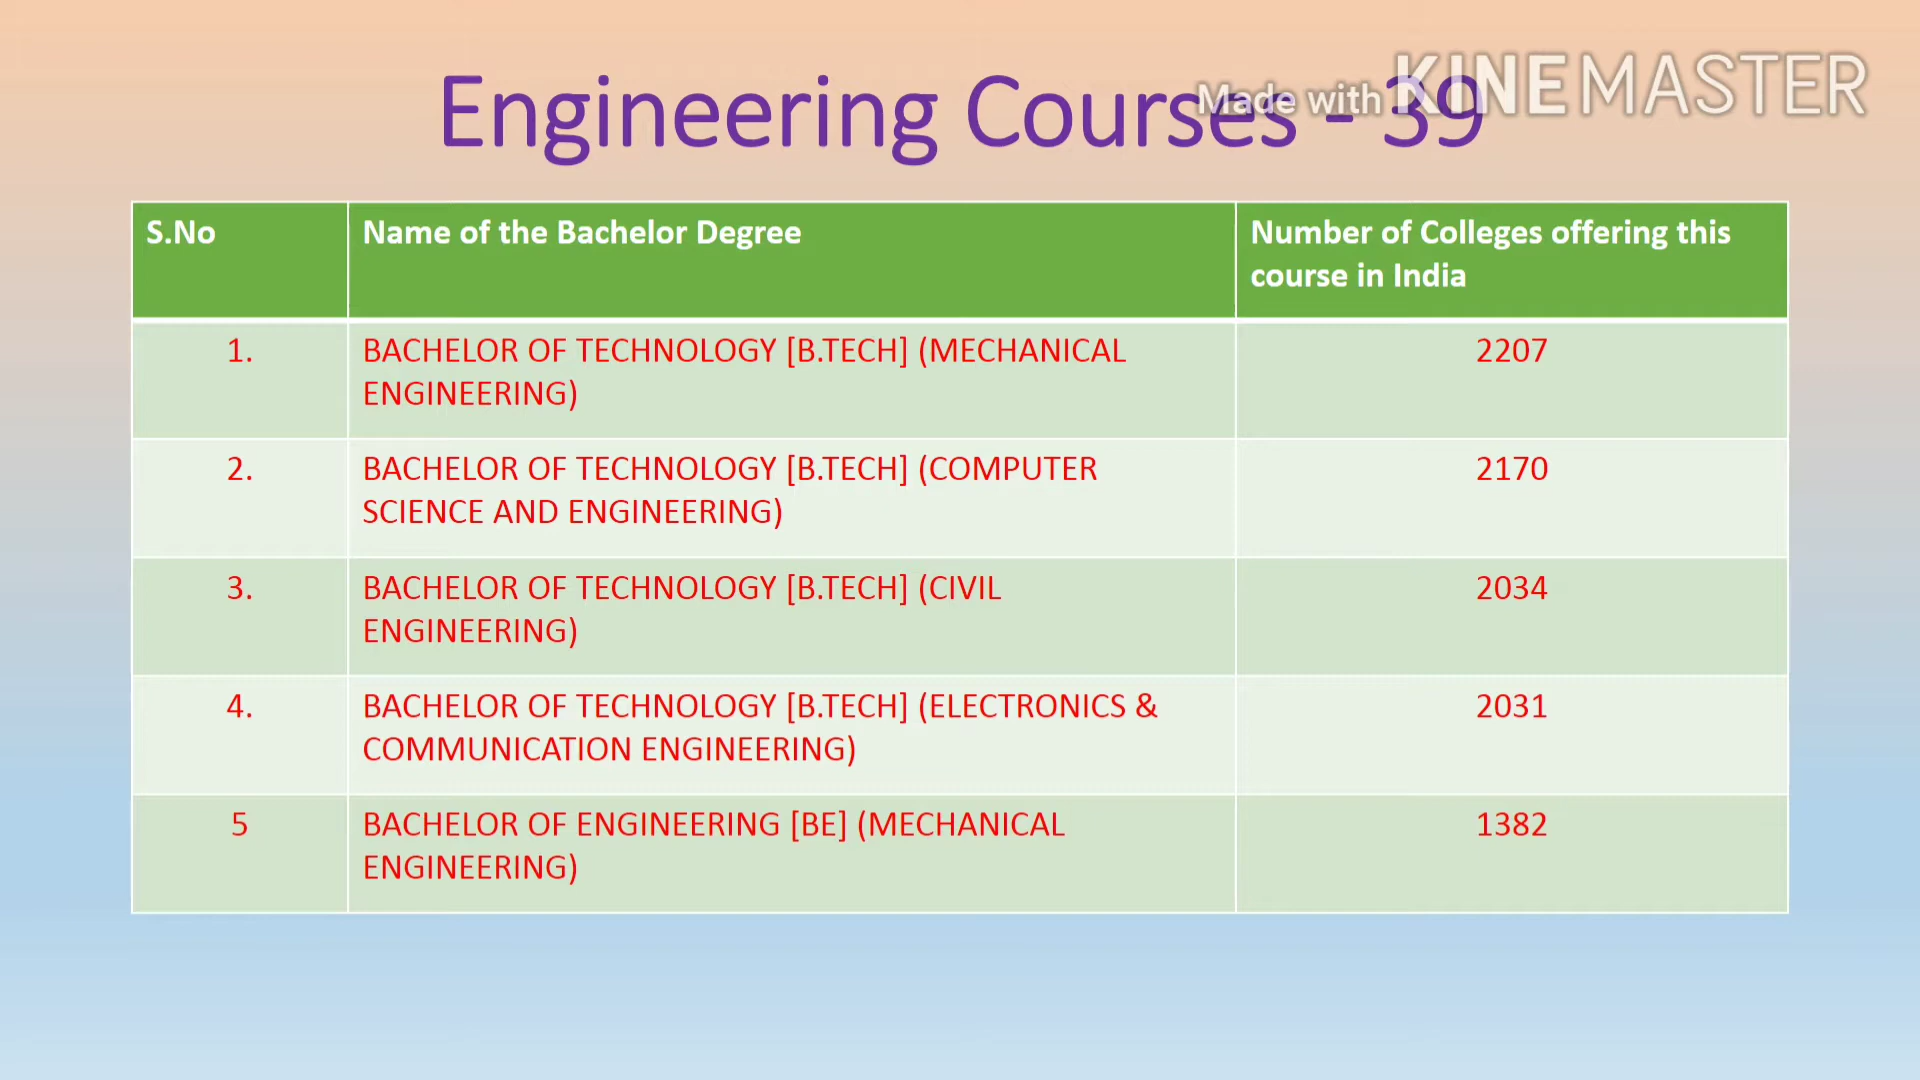 Engineering Courses - 39
Made with KINEMASTER
S.No
Name of the Bachelor Degree
Number of Colleges offering this
course in India
1.
BACHELOR OF TECHNOLOGY [B.TECH] (MECHANICAL
ENGINEERING)
2207
2.
BACHELOR OF TECHNOLOGY [B.TECH] (COMPUTER
SCIENCE AND ENGINEERING)
2170
3.
BACHELOR OF TECHNOLOGY [B.TECH] (CIVIL
ENGINEERING)
2034
4.
BACHELOR OF TECHNOLOGY [B.TECH] (ELECTRONICS &
COMMUNICATION ENGINEERING)
2031
5
BACHELOR OF ENGINEERING [BE] (MECHANICAL
ENGINEERING)
1382